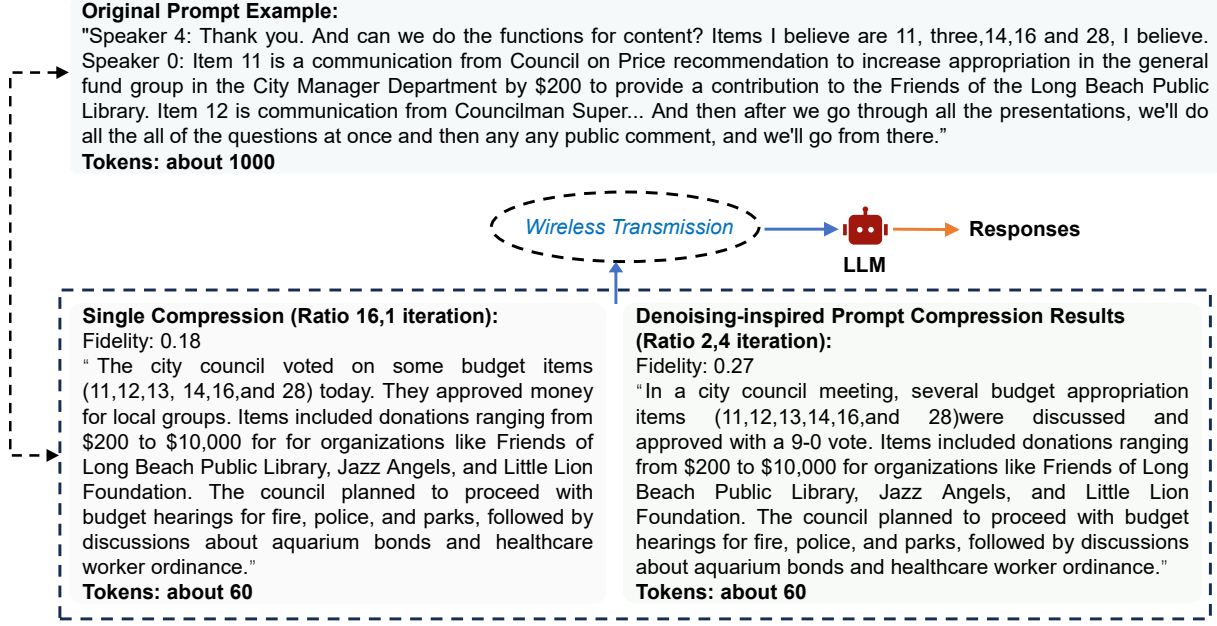 Original Prompt Example:
"Speaker 4: Thank you. And can we do the functions for content? Items I believe are 11, three,14,16 and 28, I believe.
Speaker 0: Item 11 is a communication from Council on Price recommendation to increase appropriation in the general
fund group in the City Manager Department by $200 to provide a contribution to the Friends of the Long Beach Public
Library. Item 12 is communication from Councilman Super... And then after we go through all the presentations, we'll do
all the all of the questions at once and then any any public comment, and we'll go from there.”
Tokens: about 1000
Wireless Transmission
LLM
Responses
Single Compression (Ratio 16,1 iteration):
Fidelity: 0.18
“ The city council voted on some budget items
(11,12,13, 14,16,and 28) today. They approved money
for local groups. Items included donations ranging from
$200 to $10,000 for for organizations like Friends of
Long Beach Public Library, Jazz Angels, and Little Lion
Foundation. The council planned to proceed with
budget hearings for fire, police, and parks, followed by
discussions about aquarium bonds and healthcare
worker ordinance.”
Tokens: about 60
Denoising-inspired Prompt Compression Results
(Ratio 2,4 iteration):
Fidelity: 0.27
“In a city council meeting, several budget appropriation
items (11,12,13,14,16,and 28)were discussed and
approved with a 9-0 vote. Items included donations ranging
from $200 to $10,000 for organizations like Friends of Long
Beach Public Library, Jazz Angels, and Little Lion
Foundation. The council planned to proceed with budget
hearings for fire, police, and parks, followed by discussions
about aquarium bonds and healthcare worker ordinance.”
Tokens: about 60